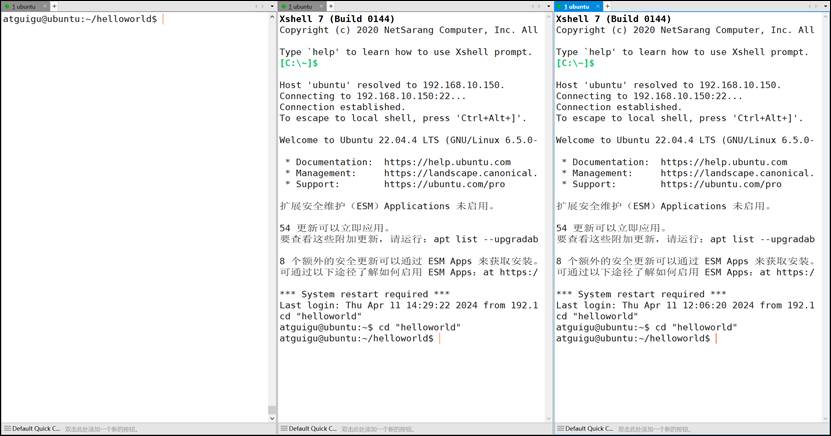 1 ubuntu
atguigu@ubuntu:~/helloworld$
Default Quick C...
双击此处添加一个新的按钮。
1 ubuntu
Xshell 7 (Build 0144)
Copyright (c) 2020 NetSarang Computer, Inc. All
Type `help' to learn how to use Xshell prompt.
[C:\~]$
Host 'ubuntu' resolved to 192.168.10.150.
Connecting to 192.168.10.150:22...
Connection established.
To escape to local shell, press 'Ctrl+Alt+]'.
Welcome to Ubuntu 22.04.4 LTS (GNU/Linux 6.5.0-
* Documentation:  https://help.ubuntu.com
* Management:     https://landscape.canonical.
* Support:        https://ubuntu.com/pro
扩展安全维护（ESM）Applications 未启用。
54 更新可以立即应用。
要查看这些附加更新，请运行：apt list --upgradab
8 个额外的安全更新可以通过 ESM Apps 来获取安装。
可通过以下途径了解如何启用 ESM Apps：at https:/
*** System restart required ***
Last login: Thu Apr 11 14:29:22 2024 from 192.1
cd "helloworld"
atguigu@ubuntu:~$ cd "helloworld"
atguigu@ubuntu:~/helloworld$
Default Quick C...
双击此处添加一个新的按钮。
1 ubuntu
Xshell 7 (Build 0144)
Copyright (c) 2020 NetSarang Computer, Inc. All
Type `help' to learn how to use Xshell prompt.
[C:\~]$
Host 'ubuntu' resolved to 192.168.10.150.
Connecting to 192.168.10.150:22...
Connection established.
To escape to local shell, press 'Ctrl+Alt+]'.
Welcome to Ubuntu 22.04.4 LTS (GNU/Linux 6.5.0-
* Documentation:  https://help.ubuntu.com
* Management:     https://landscape.canonical.
* Support:        https://ubuntu.com/pro
扩展安全维护（ESM）Applications 未启用。
54 更新可以立即应用。
要查看这些附加更新，请运行：apt list --upgradab
8 个额外的安全更新可以通过 ESM Apps 来获取安装。
可通过以下途径了解如何启用 ESM Apps：at https:/
*** System restart required ***
Last login: Thu Apr 11 12:06:20 2024 from 192.1
cd "helloworld"
atguigu@ubuntu:~$ cd "helloworld"
atguigu@ubuntu:~/helloworld$
Default Quick C...
双击此处添加一个新的按钮。